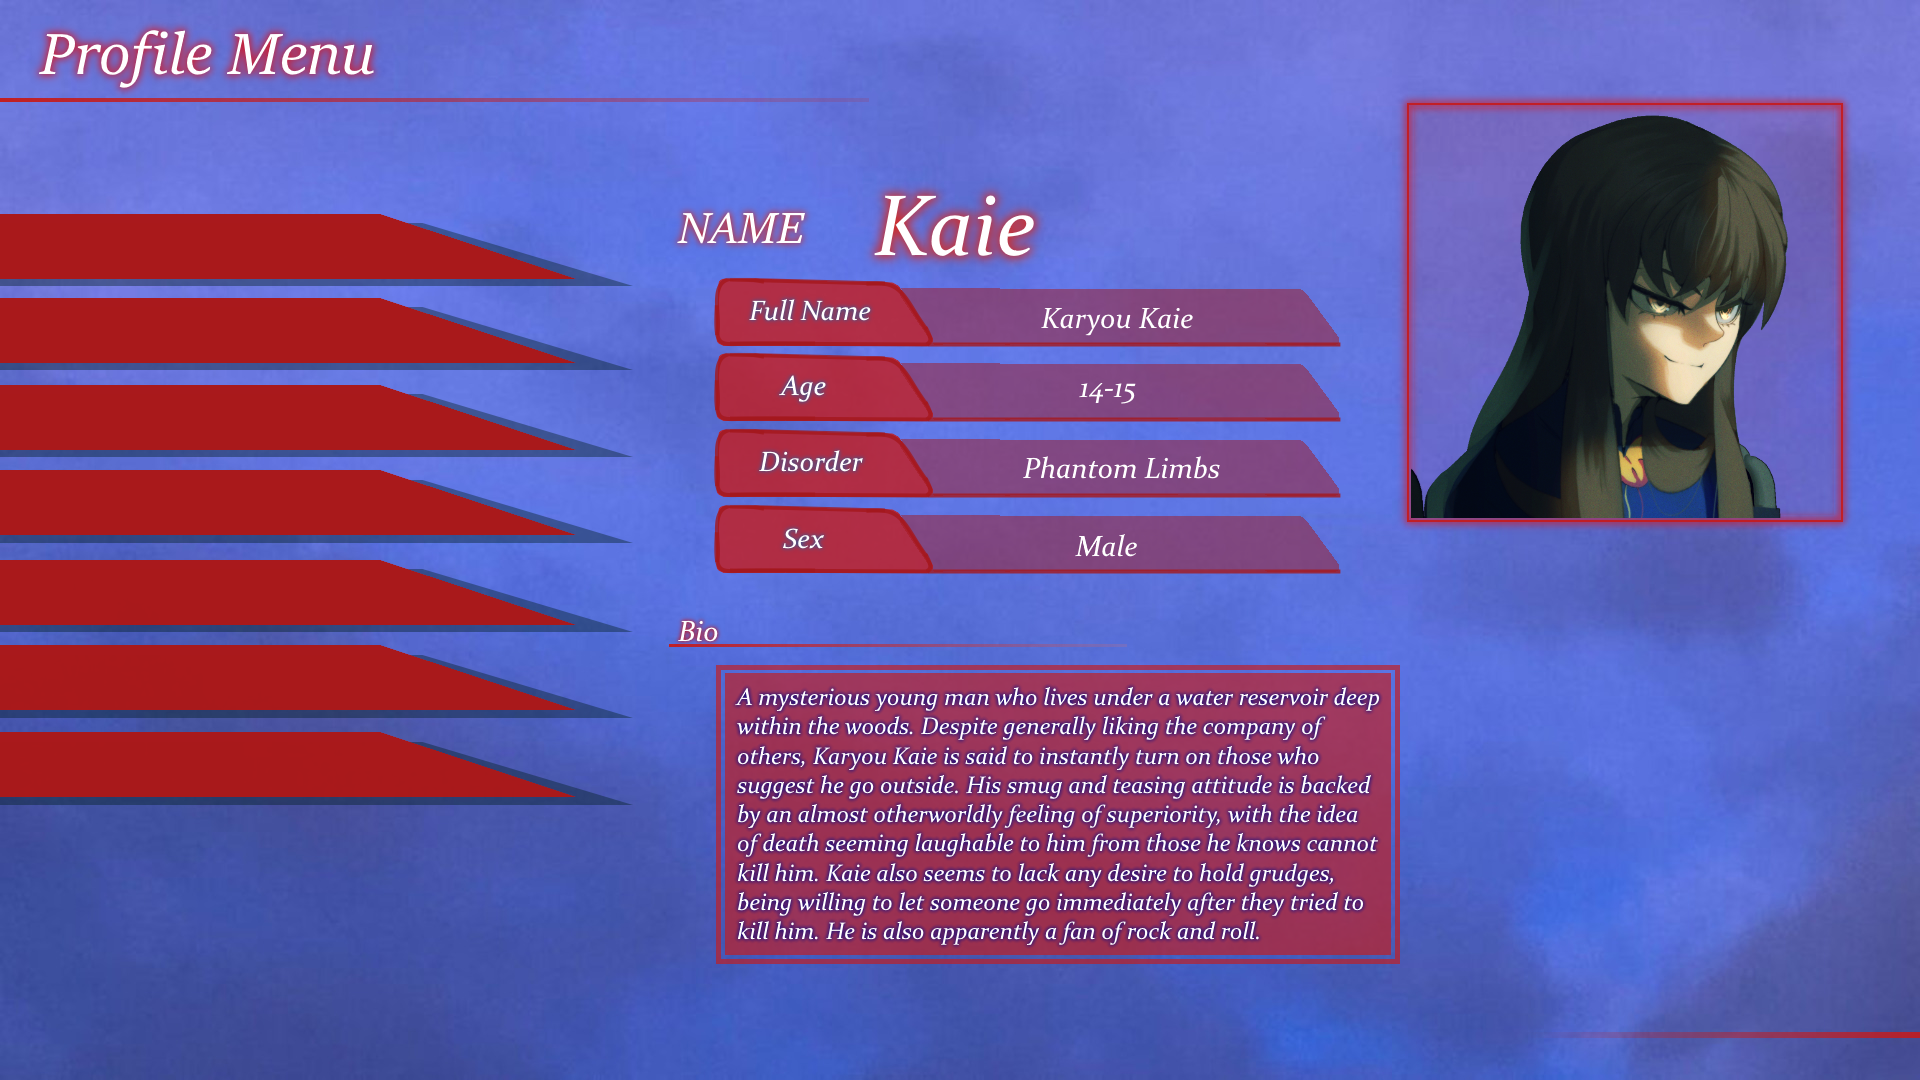 Profile Menu
NAME Kaie
Full Name Karyou Kaie
Age 14-15
Disorder Phantom Limbs
Sex Male
Bio
A mysterious young man who lives under a water reservoir deep
within the woods. Despite generally liking the company of
others, Karyou Kaie is said to instantly turn on those who
suggest he go outside. His smug and teasing attitude is backed
by an almost otherworldly feeling of superiority, with the idea
of death seeming laughable to him from those he knows cannot
kill him. Kaie also seems to lack any desire to hold grudges,
being willing to let someone go immediately after they tried to
kill him. He is also apparently a fan of rock and roll.